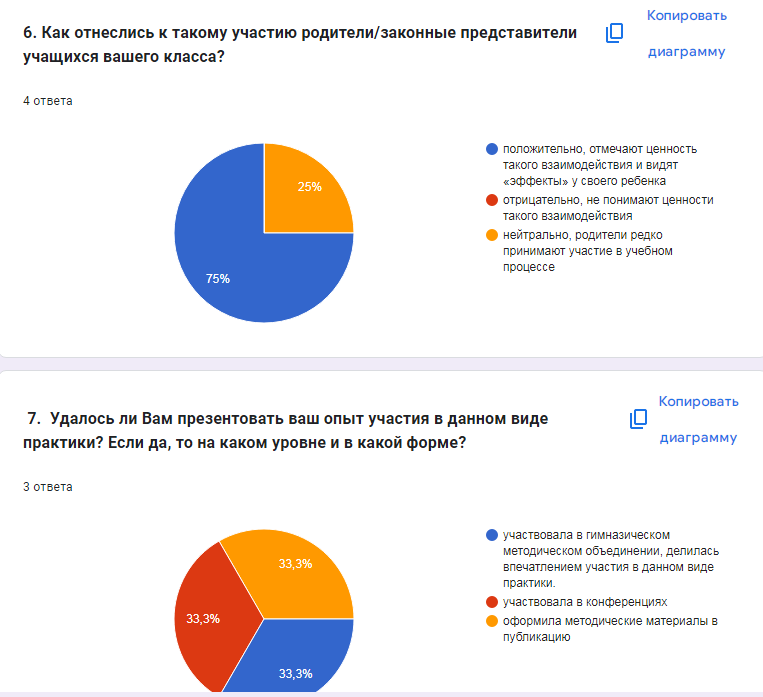 6. Как отнеслись к такому участию родители/законные представители
учащихся вашего класса?
Копировать
диаграмму
4 ответа
25%
75%
положительно, отмечают ценность
такого взаимодействия и видят
«эффекты» у своего ребенка
отрицательно, не понимают ценности
такого взаимодействия
нейтрально, родители редко
принимают участие в учебном
процессе
7. Удалось ли Вам презентовать ваш опыт участия в данном виде
практики? Если да, то на каком уровне и в какой форме?
Копировать
диаграмму
3 ответа
33,3%
33,3%
33,3%
участвовала в гимназическом
методическом объединении, делилась
впечатлением участия в данном виде
практики.
участвовала в конференциях
оформила методические материалы в
публикацию